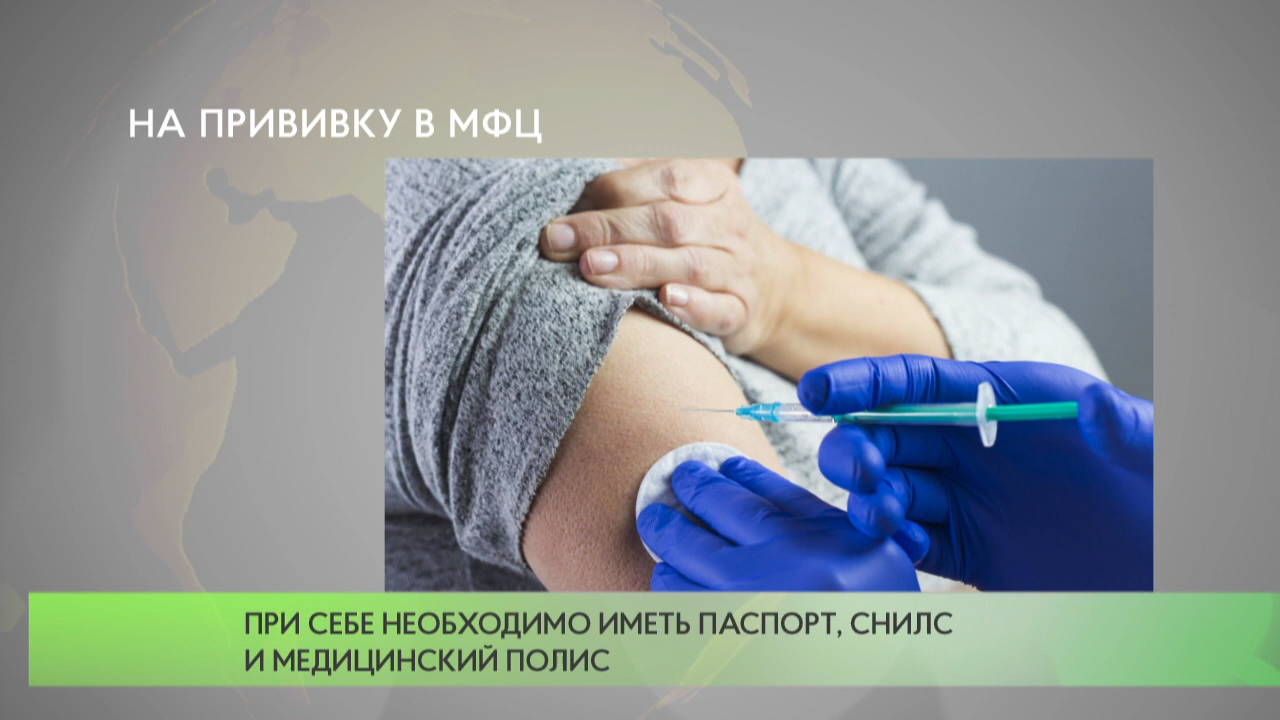 НА ПРИВИВКУ В МФЦ
ПРИ СЕБЕ НЕОБХОДИМО ИМЕТЬ ПАСПОРТ, СНИЛС
И МЕДИЦИНСКИЙ ПОЛИС